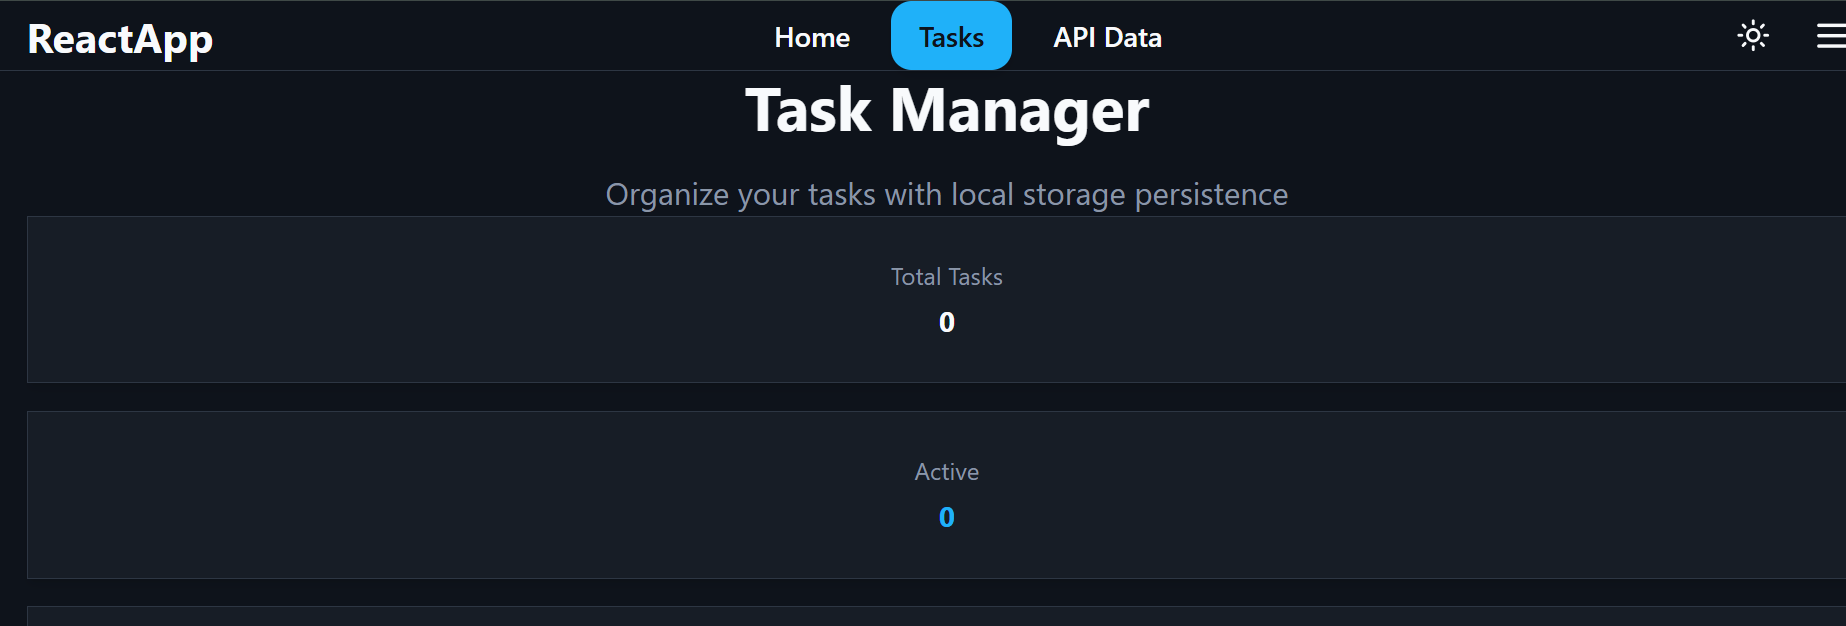 ReactApp Home Tasks API Data
Task Manager
Organize your tasks with local storage persistence
Total Tasks
0
Active
0